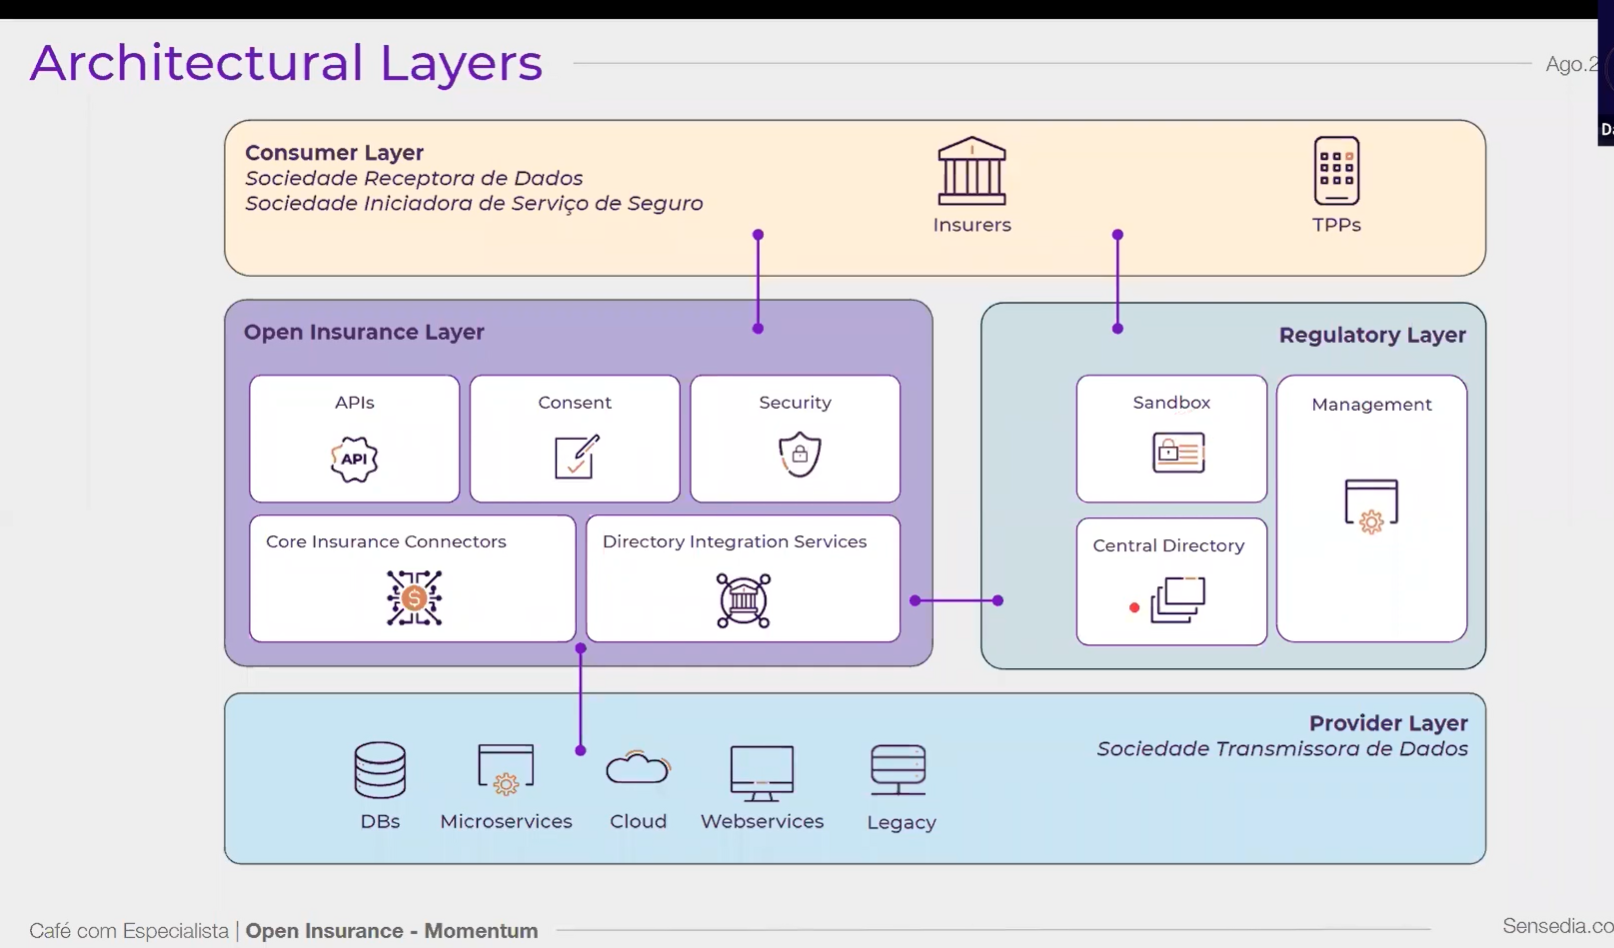 Architectural Layers
Ago.2
Consumer Layer
Sociedade Receptora de Dados
Sociedade Iniciadora de Serviço de Seguro
Insurers
TPPs
Open Insurance Layer
APIs
API
Consent
Security
Core Insurance Connectors
Directory Integration Services
Regulatory Layer
Sandbox
Management
Central Directory
Provider Layer
Sociedade Transmissora de Dados
DBs
Microservices
Cloud
Webservices
Legacy
Café com Especialista | Open Insurance - Momentum
Sensedia.co